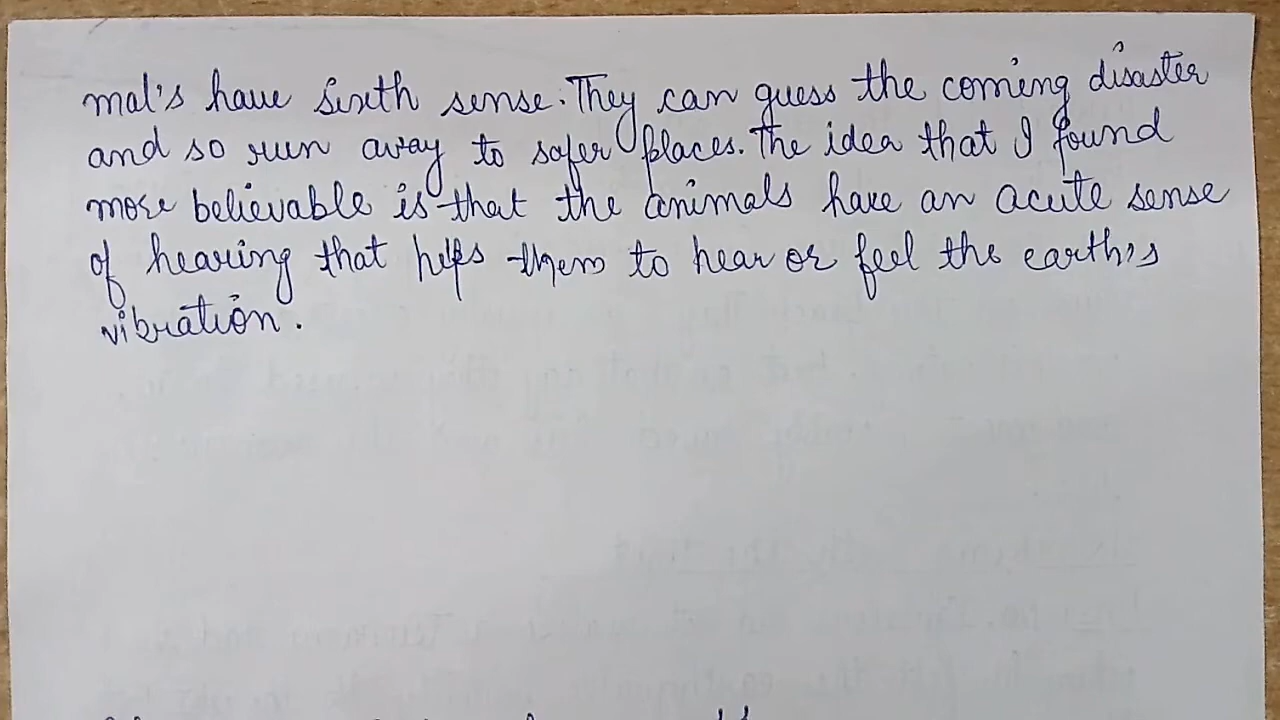 mal's have sixth sense. They can guess the coming disaster
and so run away to safer places. The idea that I found
more believable is that the animals have an acute sense
of hearing that helps them to hear or feel the earth's
vibration.